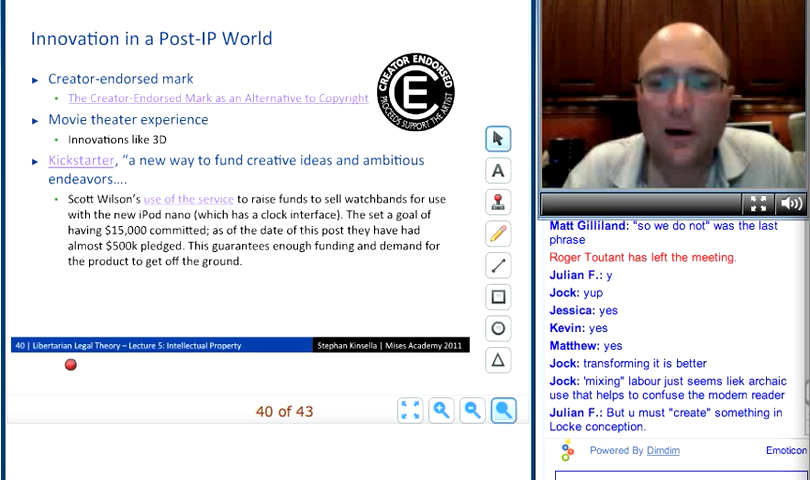 Innovation in a Post-IP World
Creator-endorsed mark
The Creator-Endorsed Mark as an Alternative to Copyright
CREATOR ENDORSED
PROCEEDS SUPPORT THE ARTIST
Movie theater experience
Innovations like 3D
Kickstarter, "a new way to fund creative ideas and ambitious
endeavors....
Scott Wilson's use of the service to raise funds to sell watchbands for use
with the new iPod nano (which has a clock interface). The set a goal of
having $15,000 committed; as of the date of this post they have had
almost $500k pledged. This guarantees enough funding and demand for
the product to get off the ground.
40 | Libertarian Legal Theory – Lecture 5: Intellectual Property
Stephan Kinsella | Mises Academy 2011
40 of 43
A
Matt Gilliland: "so we do not" was the last
phrase
Roger Toutant has left the meeting.
Julian F.: y
Jock: yup
Jessica: yes
Kevin: yes
Matthew: yes
Jock: transforming it is better
Jock: 'mixing" labour just seems liek archaic
use that helps to confuse the modern reader
Julian F.: But u must "create" something in
Locke conception.
Powered By Dimdim
Emoticon